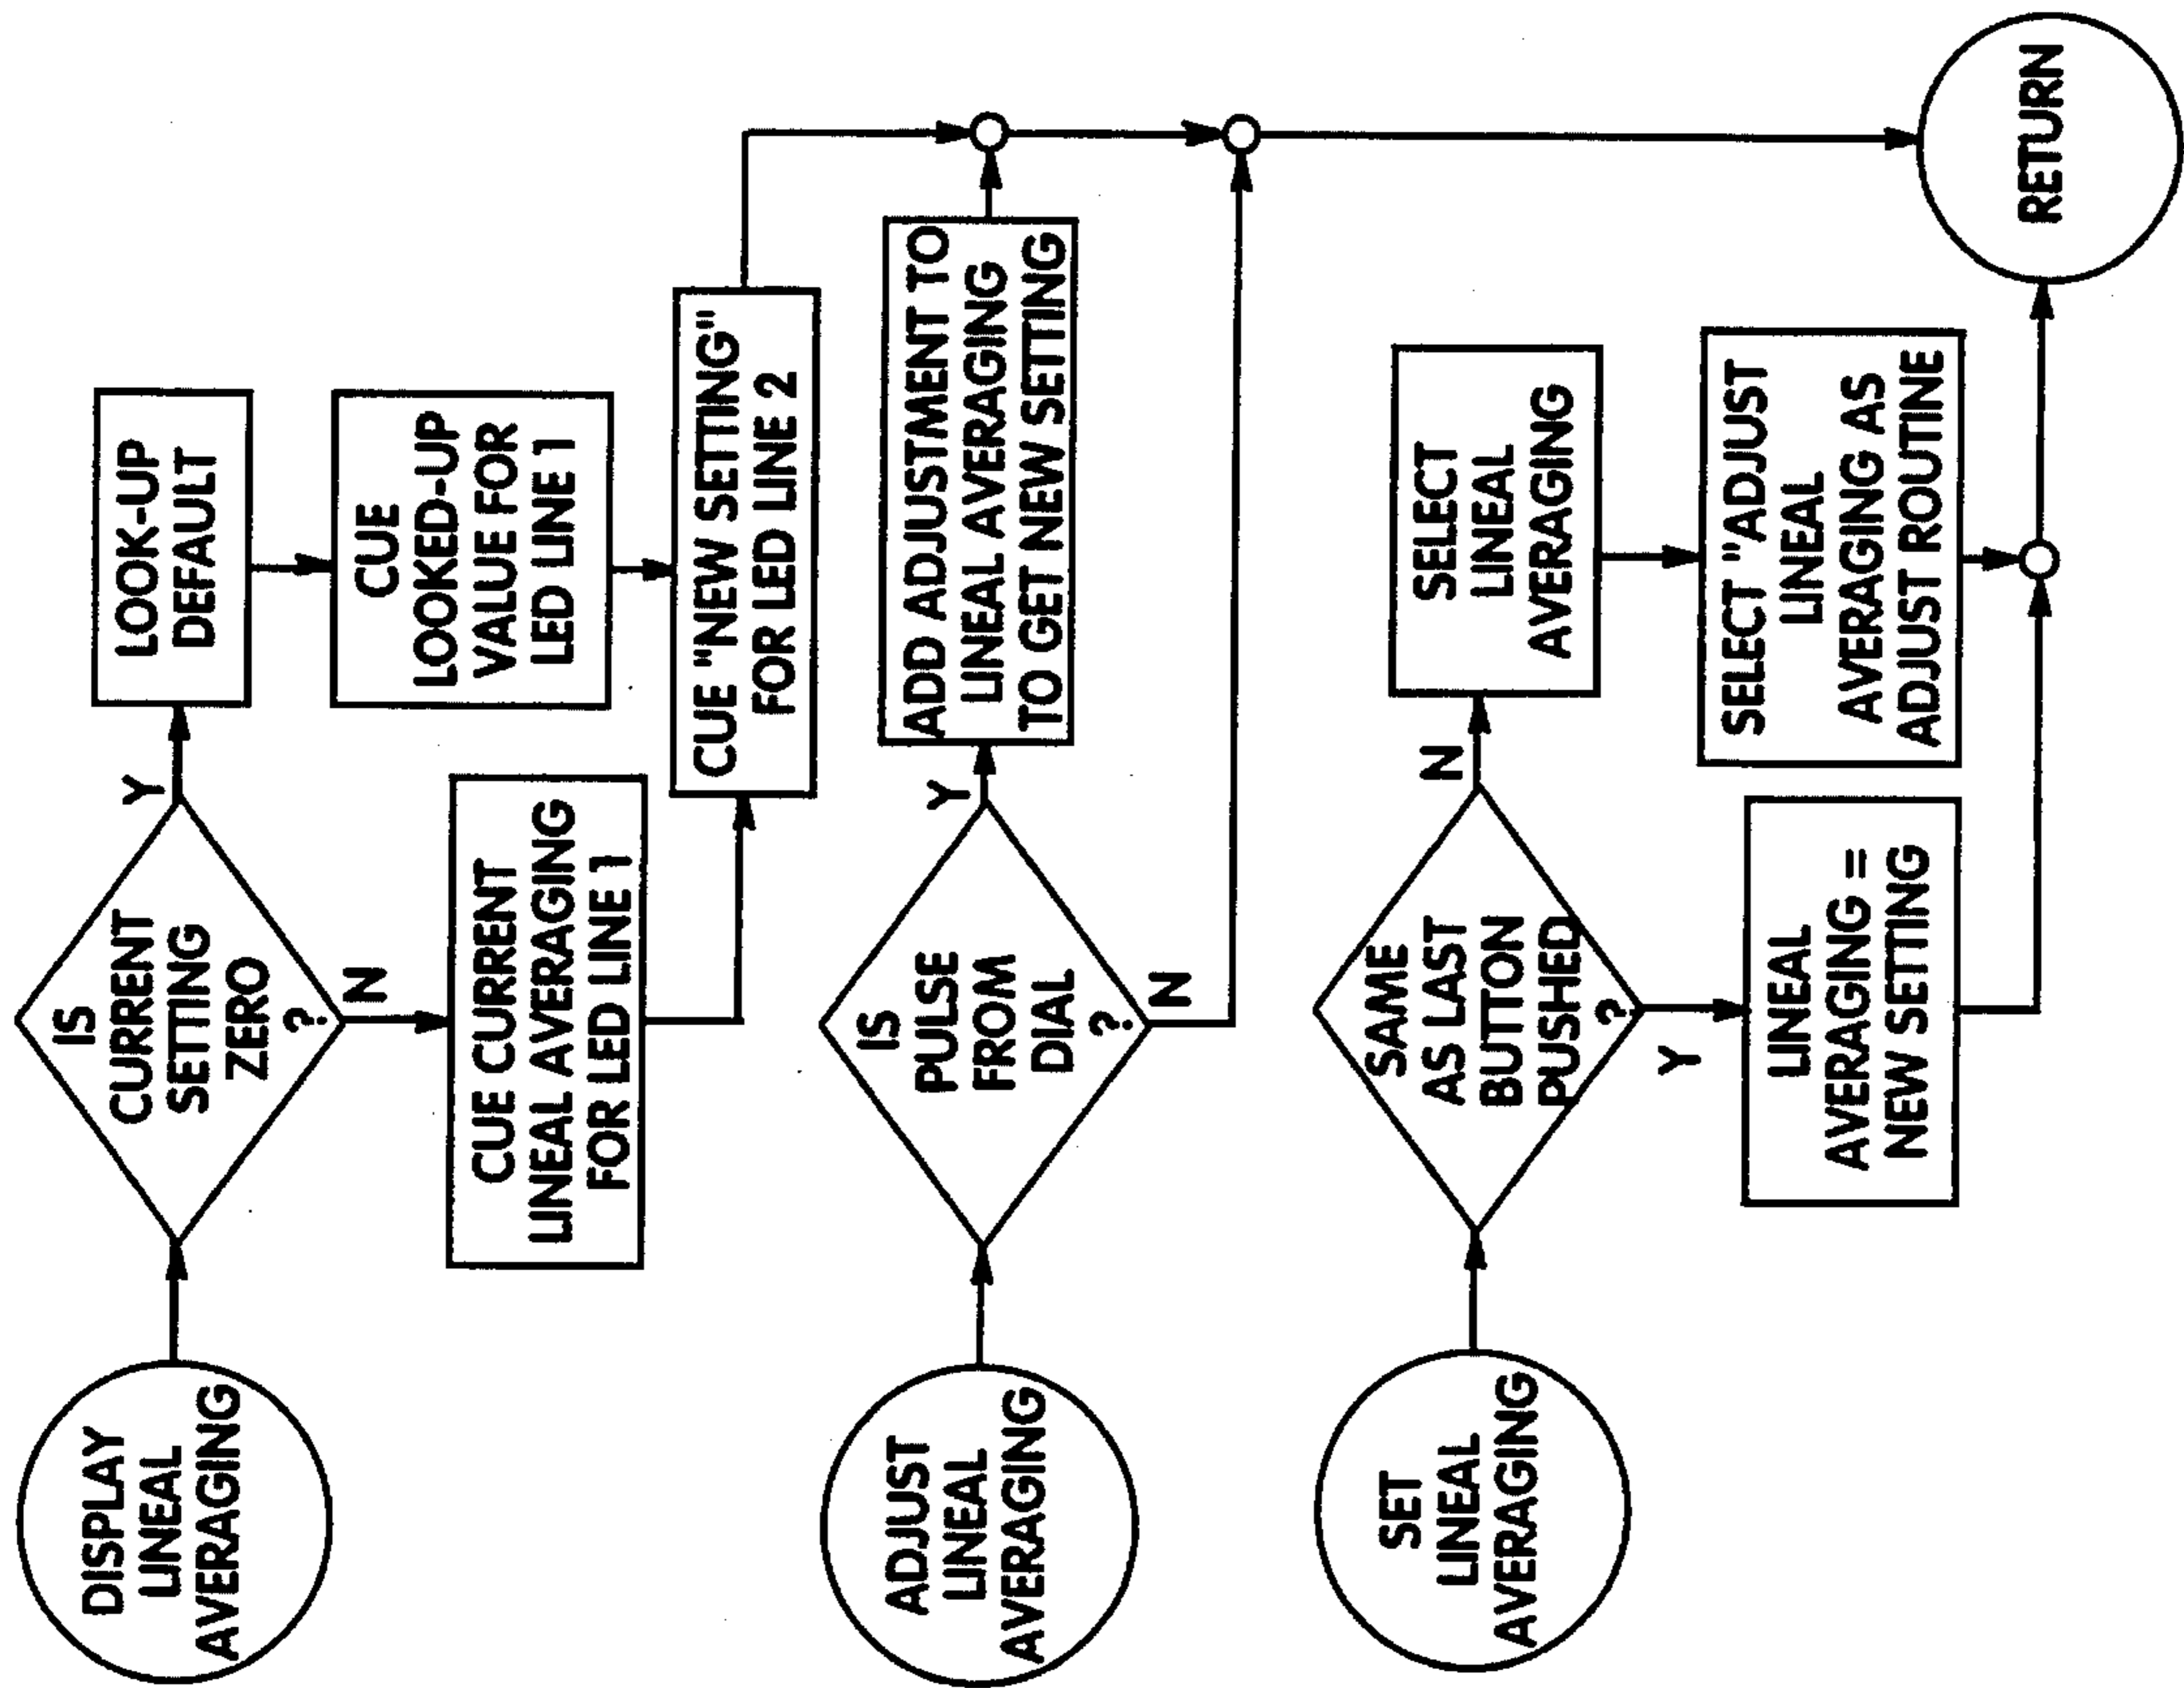 DISPLAY
LINEAL
AVERAGING
IS
CURRENT
SETTING
ZERO
?
Y
N
LOOK-UP
DEFAULT
CUE
LOOKED-UP
VALUE FOR
LED LINE 1
CUE CURRENT
LINEAL AVERAGING
FOR LED LINE 1
CUE "NEW SETTING"
FOR LED LINE 2
ADJUST
LINEAL
AVERAGING
IS
PULSE
FROM
DIAL
?
Y
N
ADD ADJUSTMENT TO
LINEAL AVERAGING
TO GET NEW SETTING
SET
LINEAL
AVERAGING
SAME
AS LAST
BUTTON
PUSHED
?
N
Y
SELECT
LINEAL
AVERAGING
SELECT "ADJUST
LINEAL
AVERAGING AS
ADJUST ROUTINE
LINEAL
AVERAGING =
NEW SETTING
RETURN